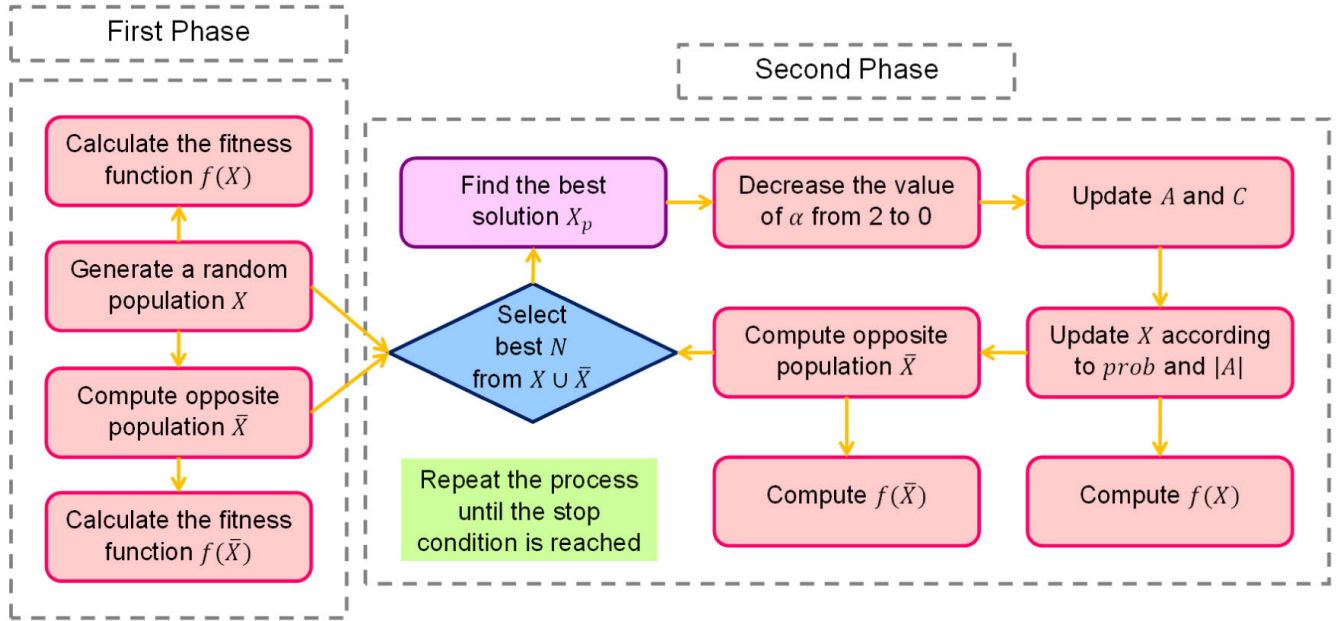 First Phase
Calculate the fitness
function f(X)
Generate a random
population X
Compute opposite
population X̄
Calculate the fitness
function f(X̄)
Second Phase
Find the best
solution Xₚ
Decrease the value
of α from 2 to 0
Update A and C
Select
best N
from X ∪ X̄
Compute opposite
population X̄
Update X according
to prob and |A|
Repeat the process
until the stop
condition is reached
Compute f(X̄)
Compute f(X)